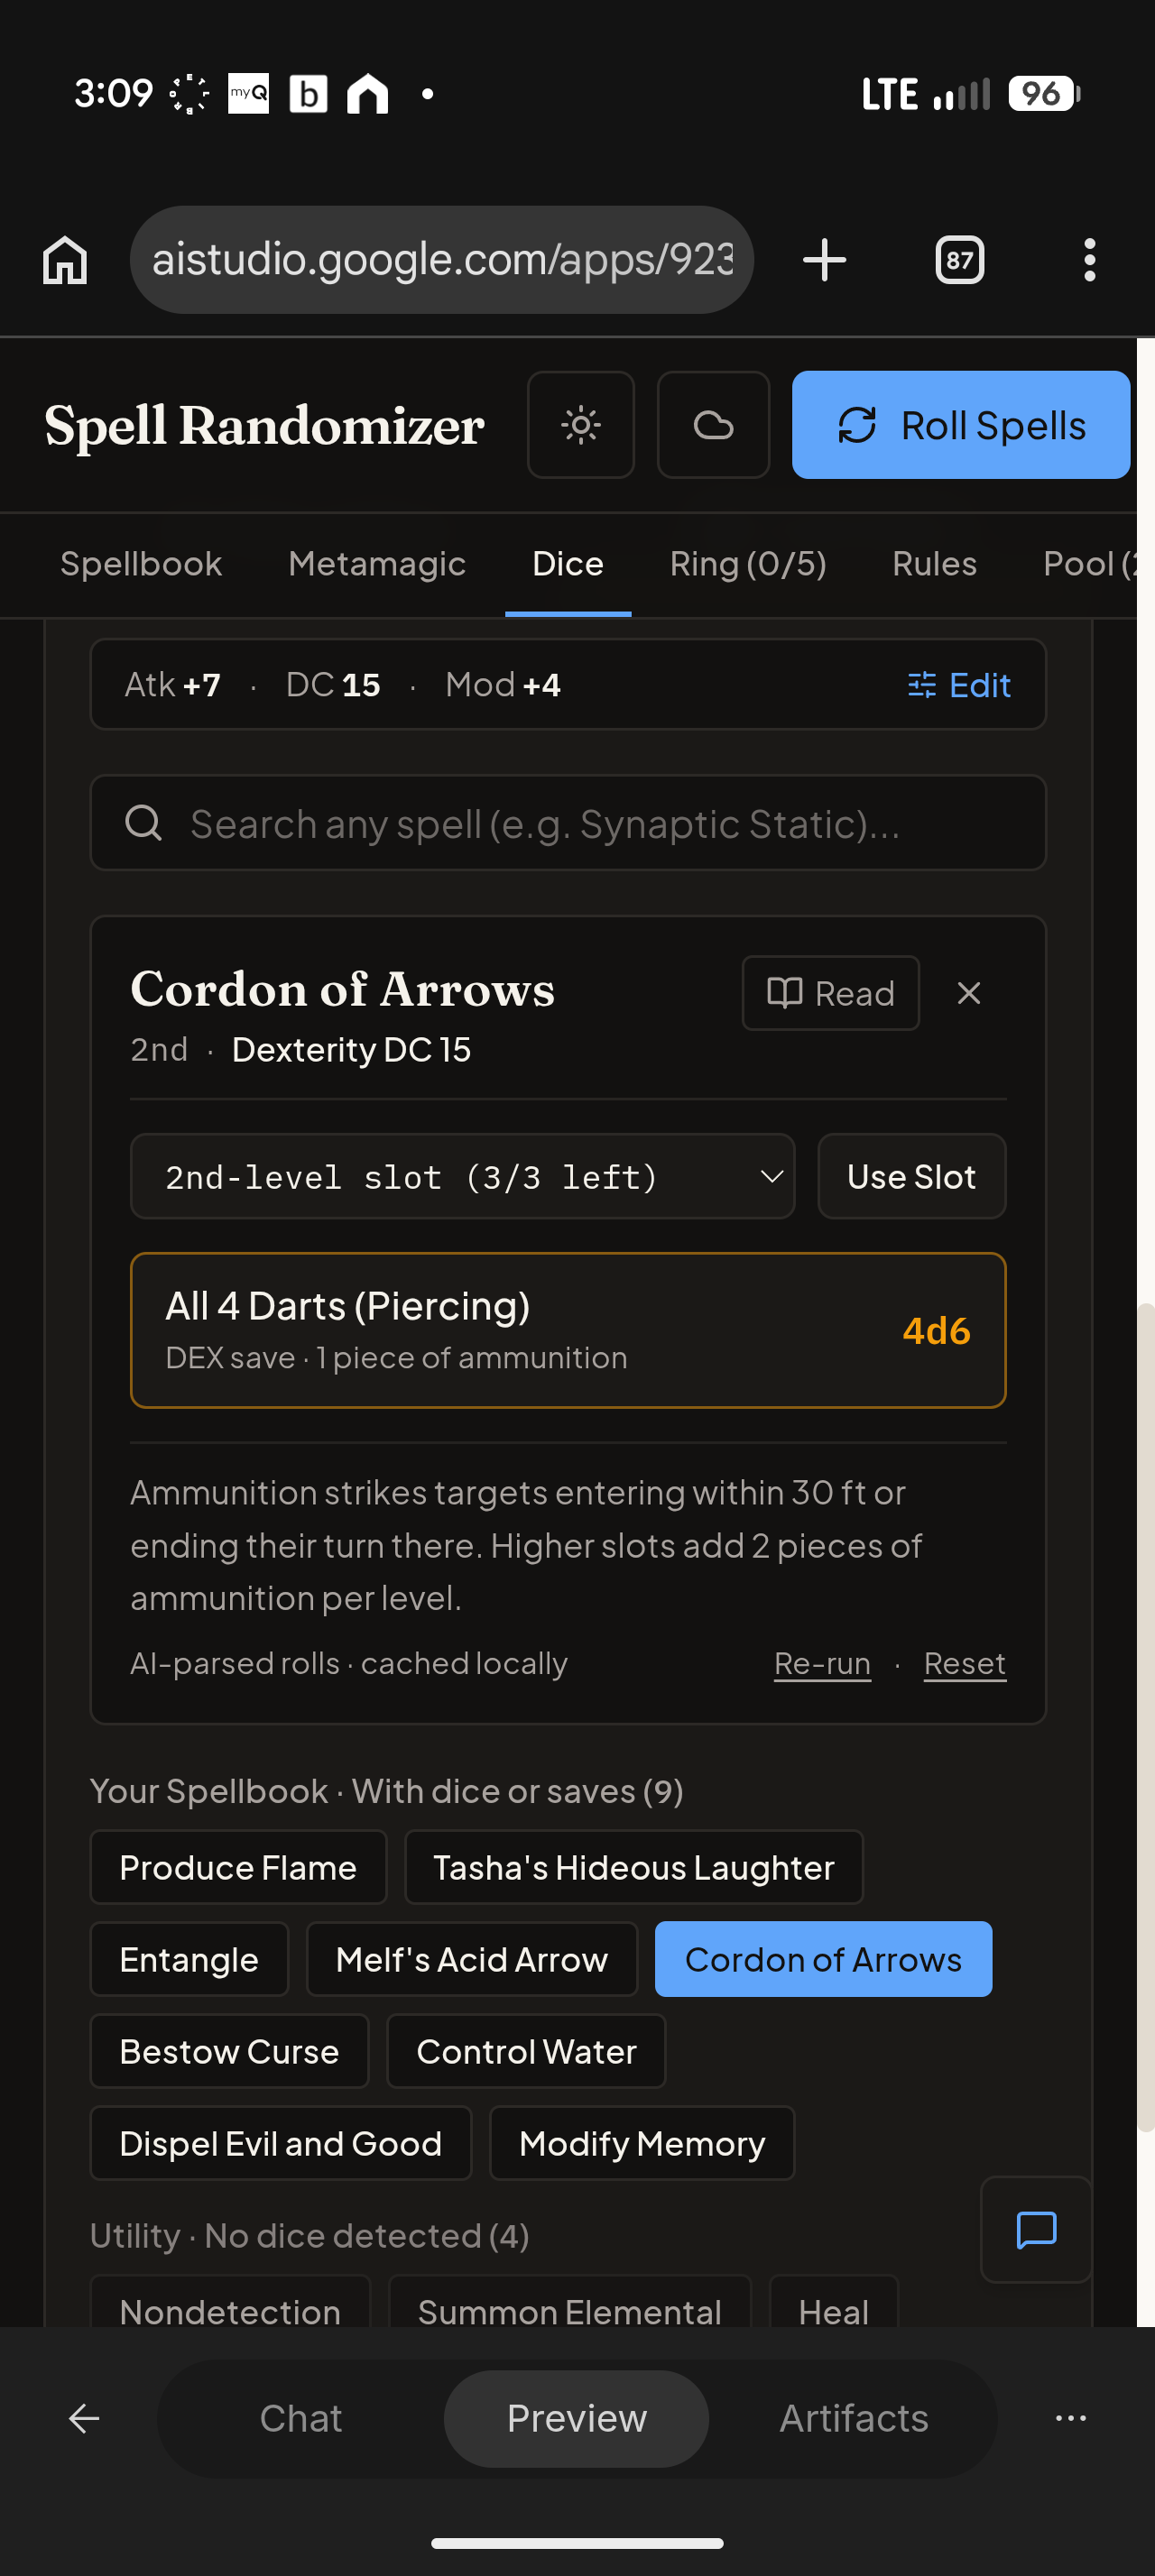 3:09 myQ b LTE 96
aistudio.google.com/apps/923
87
Spell Randomizer
Roll Spells
Spellbook Metamagic Dice Ring (0/5) Rules Pool (2
Atk +7 · DC 15 · Mod +4 Edit
Search any spell (e.g. Synaptic Static)...
Cordon of Arrows Read
2nd · Dexterity DC 15
2nd-level slot (3/3 left) Use Slot
All 4 Darts (Piercing)
DEX save · 1 piece of ammunition
4d6
Ammunition strikes targets entering within 30 ft or
ending their turn there. Higher slots add 2 pieces of
ammunition per level.
AI-parsed rolls · cached locally Re-run · Reset
Your Spellbook · With dice or saves (9)
Produce Flame Tasha's Hideous Laughter
Entangle Melf's Acid Arrow Cordon of Arrows
Bestow Curse Control Water
Dispel Evil and Good Modify Memory
Utility · No dice detected (4)
Nondetection Summon Elemental Heal
Chat Preview Artifacts